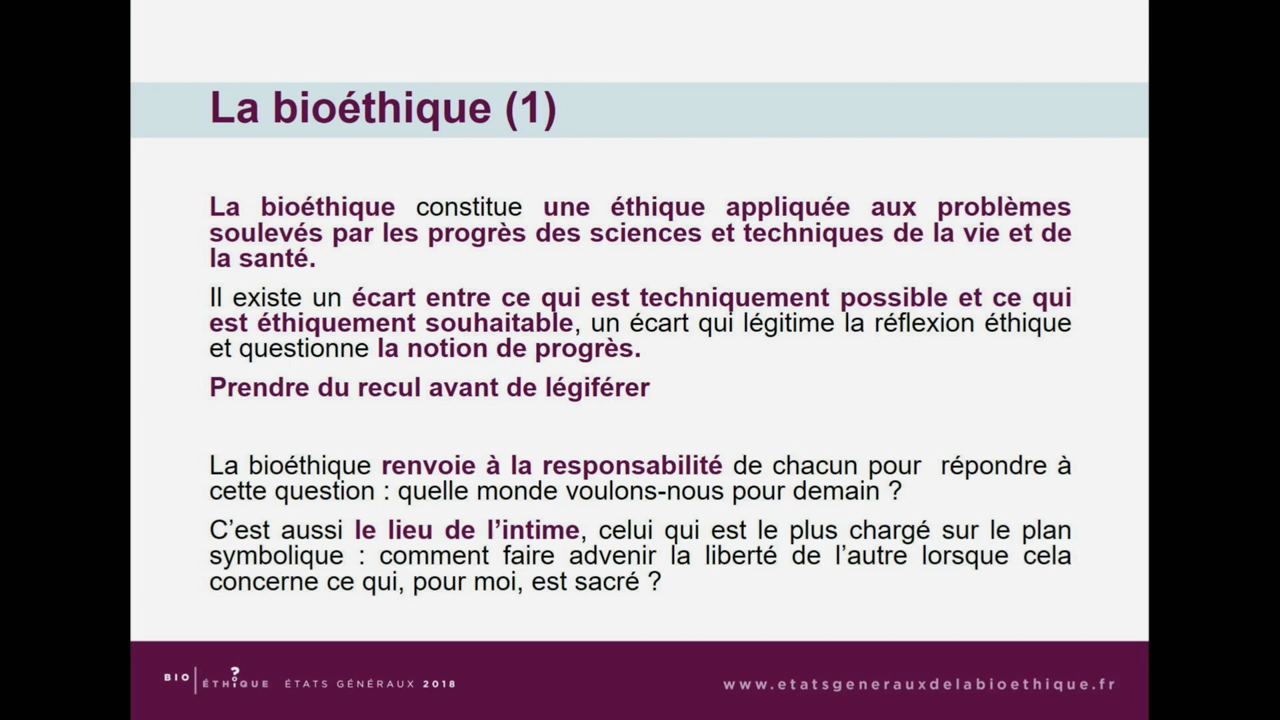 La bioéthique (1)
La bioéthique constitue une éthique appliquée aux problèmes
soulevés par les progrès des sciences et techniques de la vie et de
la santé.
Il existe un écart entre ce qui est techniquement possible et ce qui
est éthiquement souhaitable, un écart qui légitime la réflexion éthique
et questionne la notion de progrès.
Prendre du recul avant de légiférer
La bioéthique renvoie à la responsabilité de chacun pour répondre à
cette question : quelle monde voulons-nous pour demain ?
C’est aussi le lieu de l’intime, celui qui est le plus chargé sur le plan
symbolique : comment faire advenir la liberté de l’autre lorsque cela
concerne ce qui, pour moi, est sacré ?
BIO ÉTHIQUE ? ÉTATS GÉNÉRAUX 2018
www.etatsgenerauxdelabioethique.fr